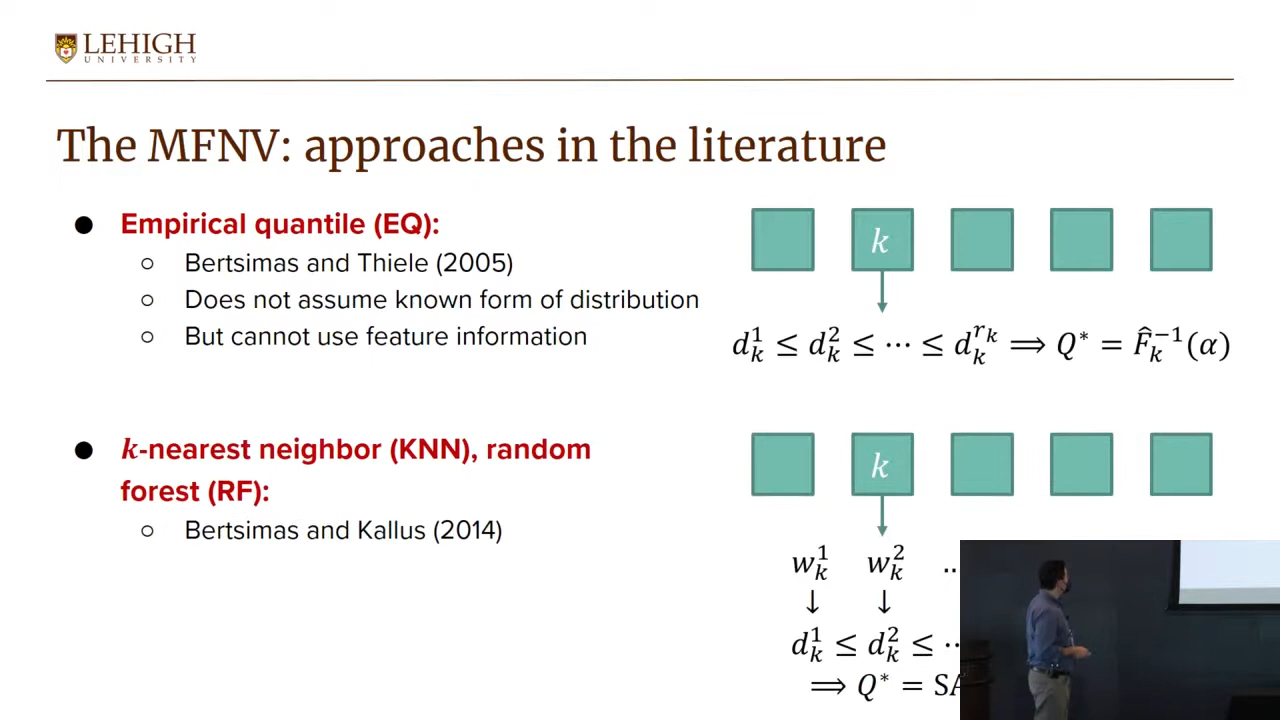 LEHIGH
UNIVERSITY
The MFNV: approaches in the literature
● Empirical quantile (EQ):
○ Bertsimas and Thiele (2005)
○ Does not assume known form of distribution
○ But cannot use feature information
k
d_k^1 ≤ d_k^2 ≤ ⋯ ≤ d_k^{r_k} ⟹ Q* = F̂_k^{-1}(α)
● k-nearest neighbor (KNN), random
forest (RF):
○ Bertsimas and Kallus (2014)
k
w_k^1 w_k^2 ..
↓ ↓
d_k^1 ≤ d_k^2 ≤ ⋯
⟹ Q* = SA